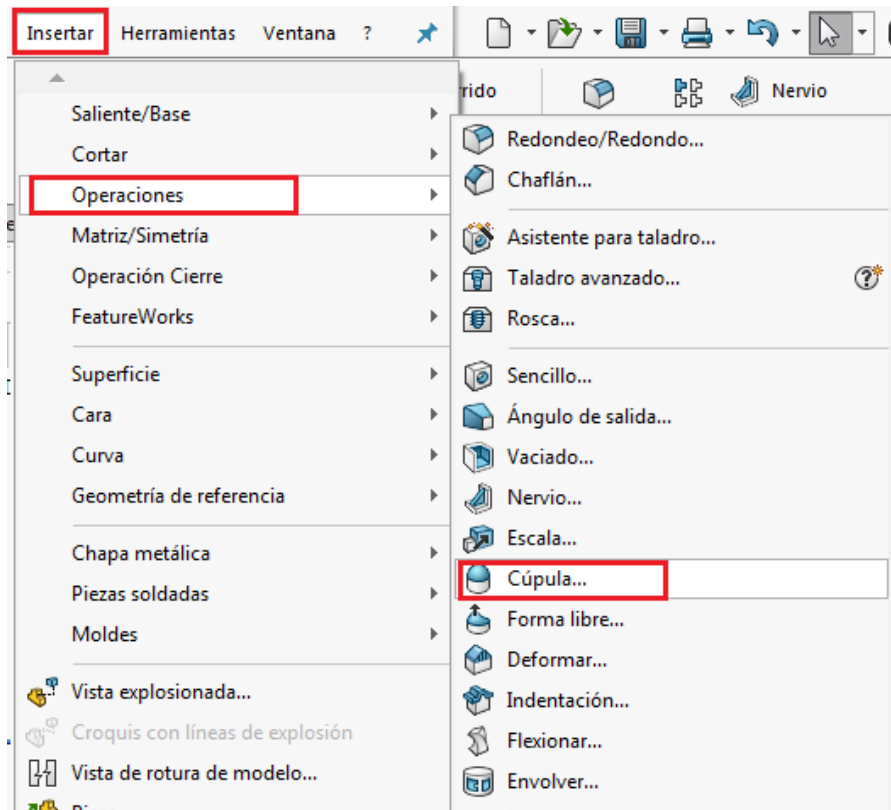 Insertar Herramientas Ventana ?
rrido Nervio
Saliente/Base
Cortar
Operaciones
Matriz/Simetría
Operación Cierre
FeatureWorks
Superficie
Cara
Curva
Geometría de referencia
Chapa metálica
Piezas soldadas
Moldes
Vista explosionada...
Croquis con líneas de explosión
Vista de rotura de modelo...
Redondeo/Redondo...
Chaflán...
Asistente para taladro...
Taladro avanzado...
Rosca...
Sencillo...
Ángulo de salida...
Vaciado...
Nervio...
Escala...
Cúpula...
Forma libre...
Deformar...
Indentación...
Flexionar...
Envolver...